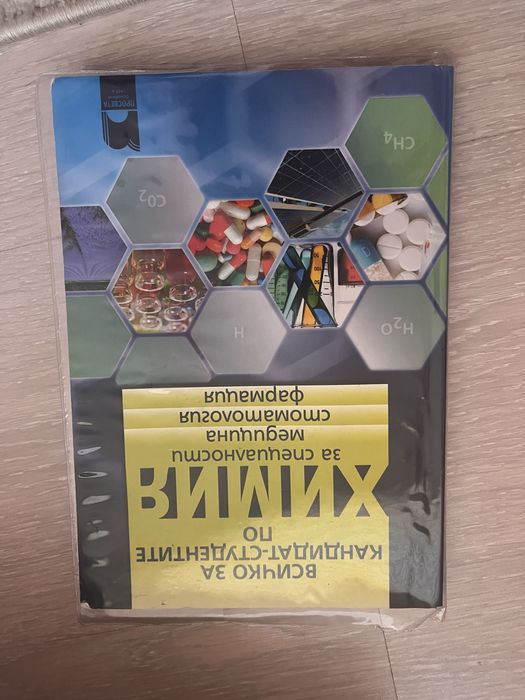 ВСИЧКО ЗА
КАНДИДАТ-СТУДЕНТИТЕ
ПО
ХИМИЯ
за специалности
медицина
стоматология
фармация
H₂O
H
CH₄
CO₂
ПРОСВЕТА